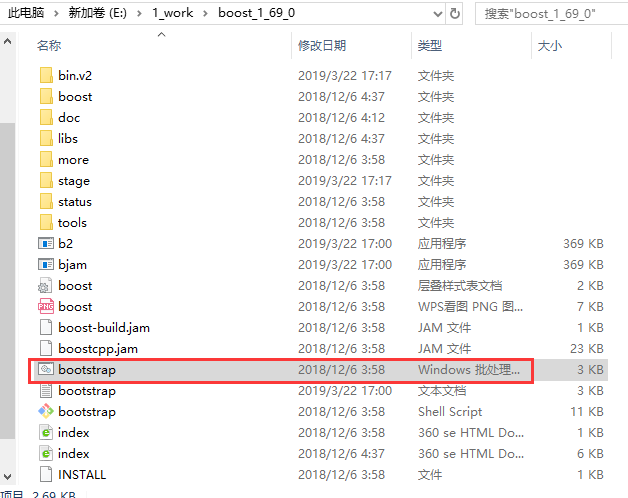 此电脑 > 新加卷 (E:) > 1_work > boost_1_69_0 搜索"boost_1_69_0"
名称 修改日期 类型 大小
bin.v2 2019/3/22 17:17 文件夹
boost 2018/12/6 4:37 文件夹
doc 2018/12/6 4:12 文件夹
libs 2018/12/6 4:37 文件夹
more 2018/12/6 3:58 文件夹
stage 2019/3/22 17:17 文件夹
status 2018/12/6 3:58 文件夹
tools 2018/12/6 3:58 文件夹
b2 2019/3/22 17:00 应用程序 369 KB
bjam 2019/3/22 17:00 应用程序 369 KB
boost 2018/12/6 3:58 层叠样式表文档 2 KB
boost 2018/12/6 3:58 WPS看图 PNG 图... 7 KB
boost-build.jam 2018/12/6 3:58 JAM 文件 1 KB
boostcpp.jam 2018/12/6 3:58 JAM 文件 23 KB
bootstrap 2018/12/6 3:58 Windows 批处理... 3 KB
bootstrap 2019/3/22 17:00 文本文档 3 KB
bootstrap 2018/12/6 3:58 Shell Script 11 KB
index 2018/12/6 3:58 360 se HTML Do... 1 KB
index 2018/12/6 4:37 360 se HTML Do... 6 KB
INSTALL 2018/12/6 3:58 文件 1 KB
项目 2.69 KB